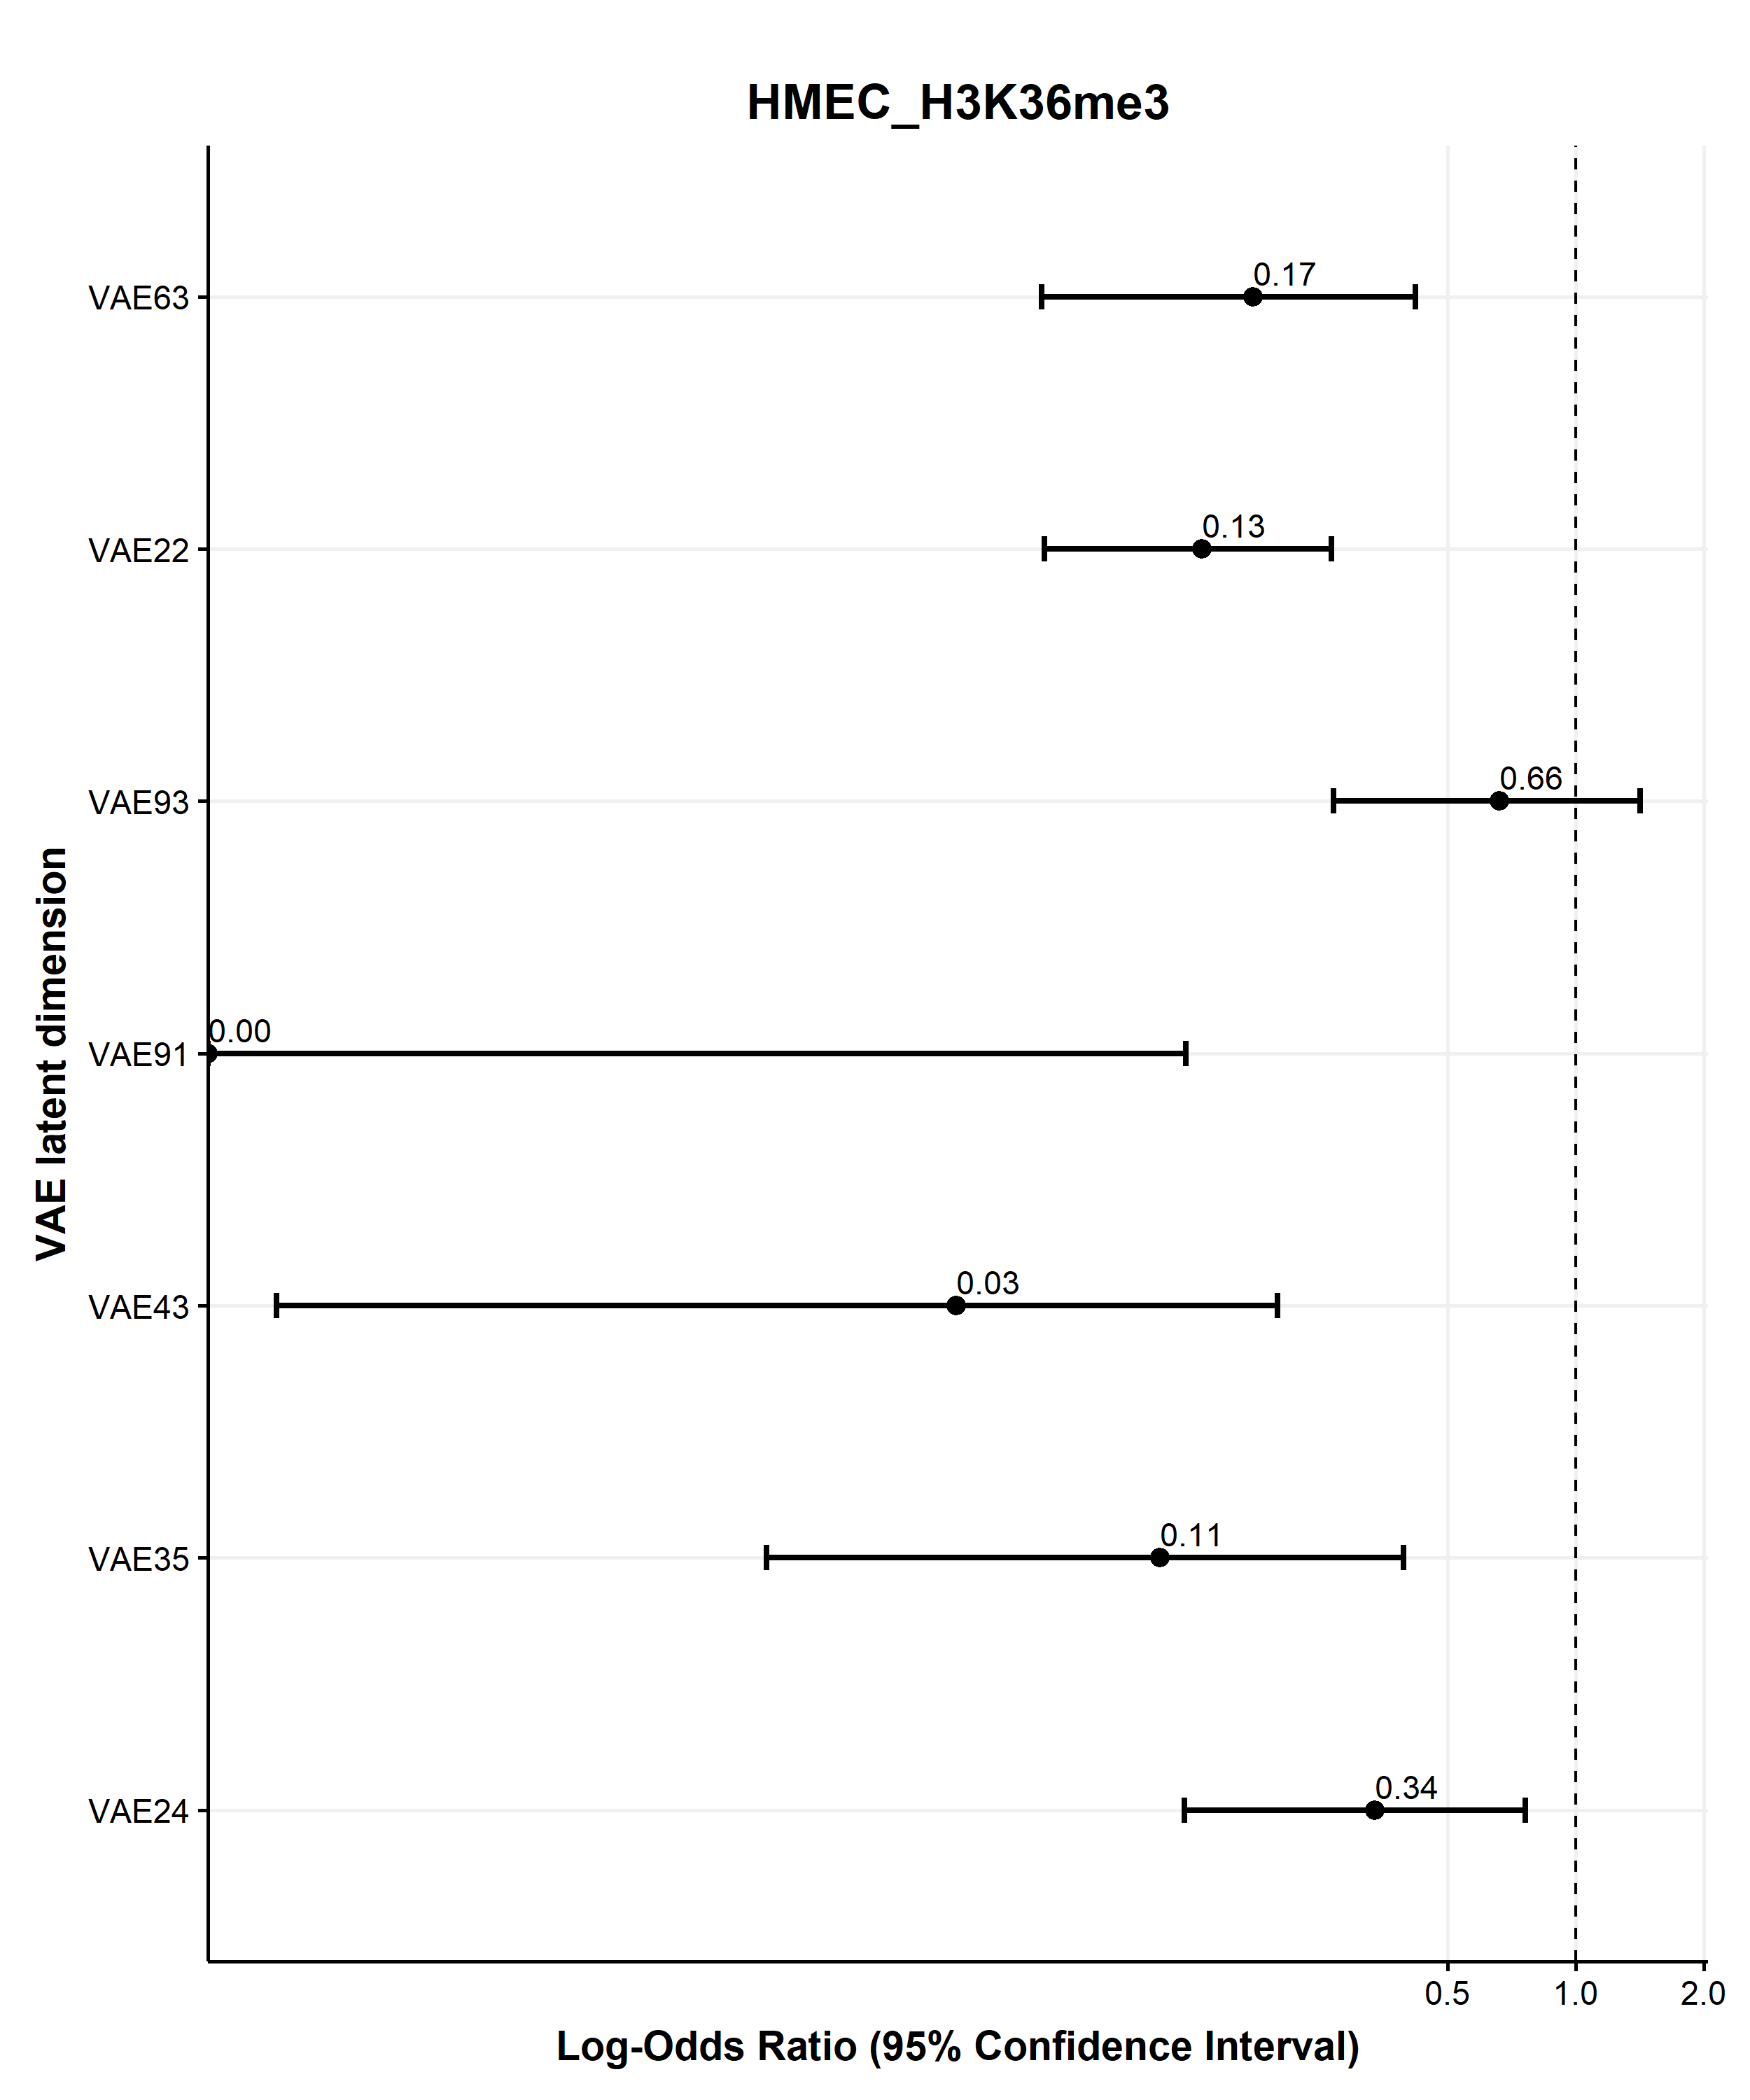 HMEC_H3K36me3
VAE latent dimension
VAE63
0.17
VAE22
0.13
VAE93
0.66
VAE91
0.00
VAE43
0.03
VAE35
0.11
VAE24
0.34
0.5 1.0 2.0
Log-Odds Ratio (95% Confidence Interval)